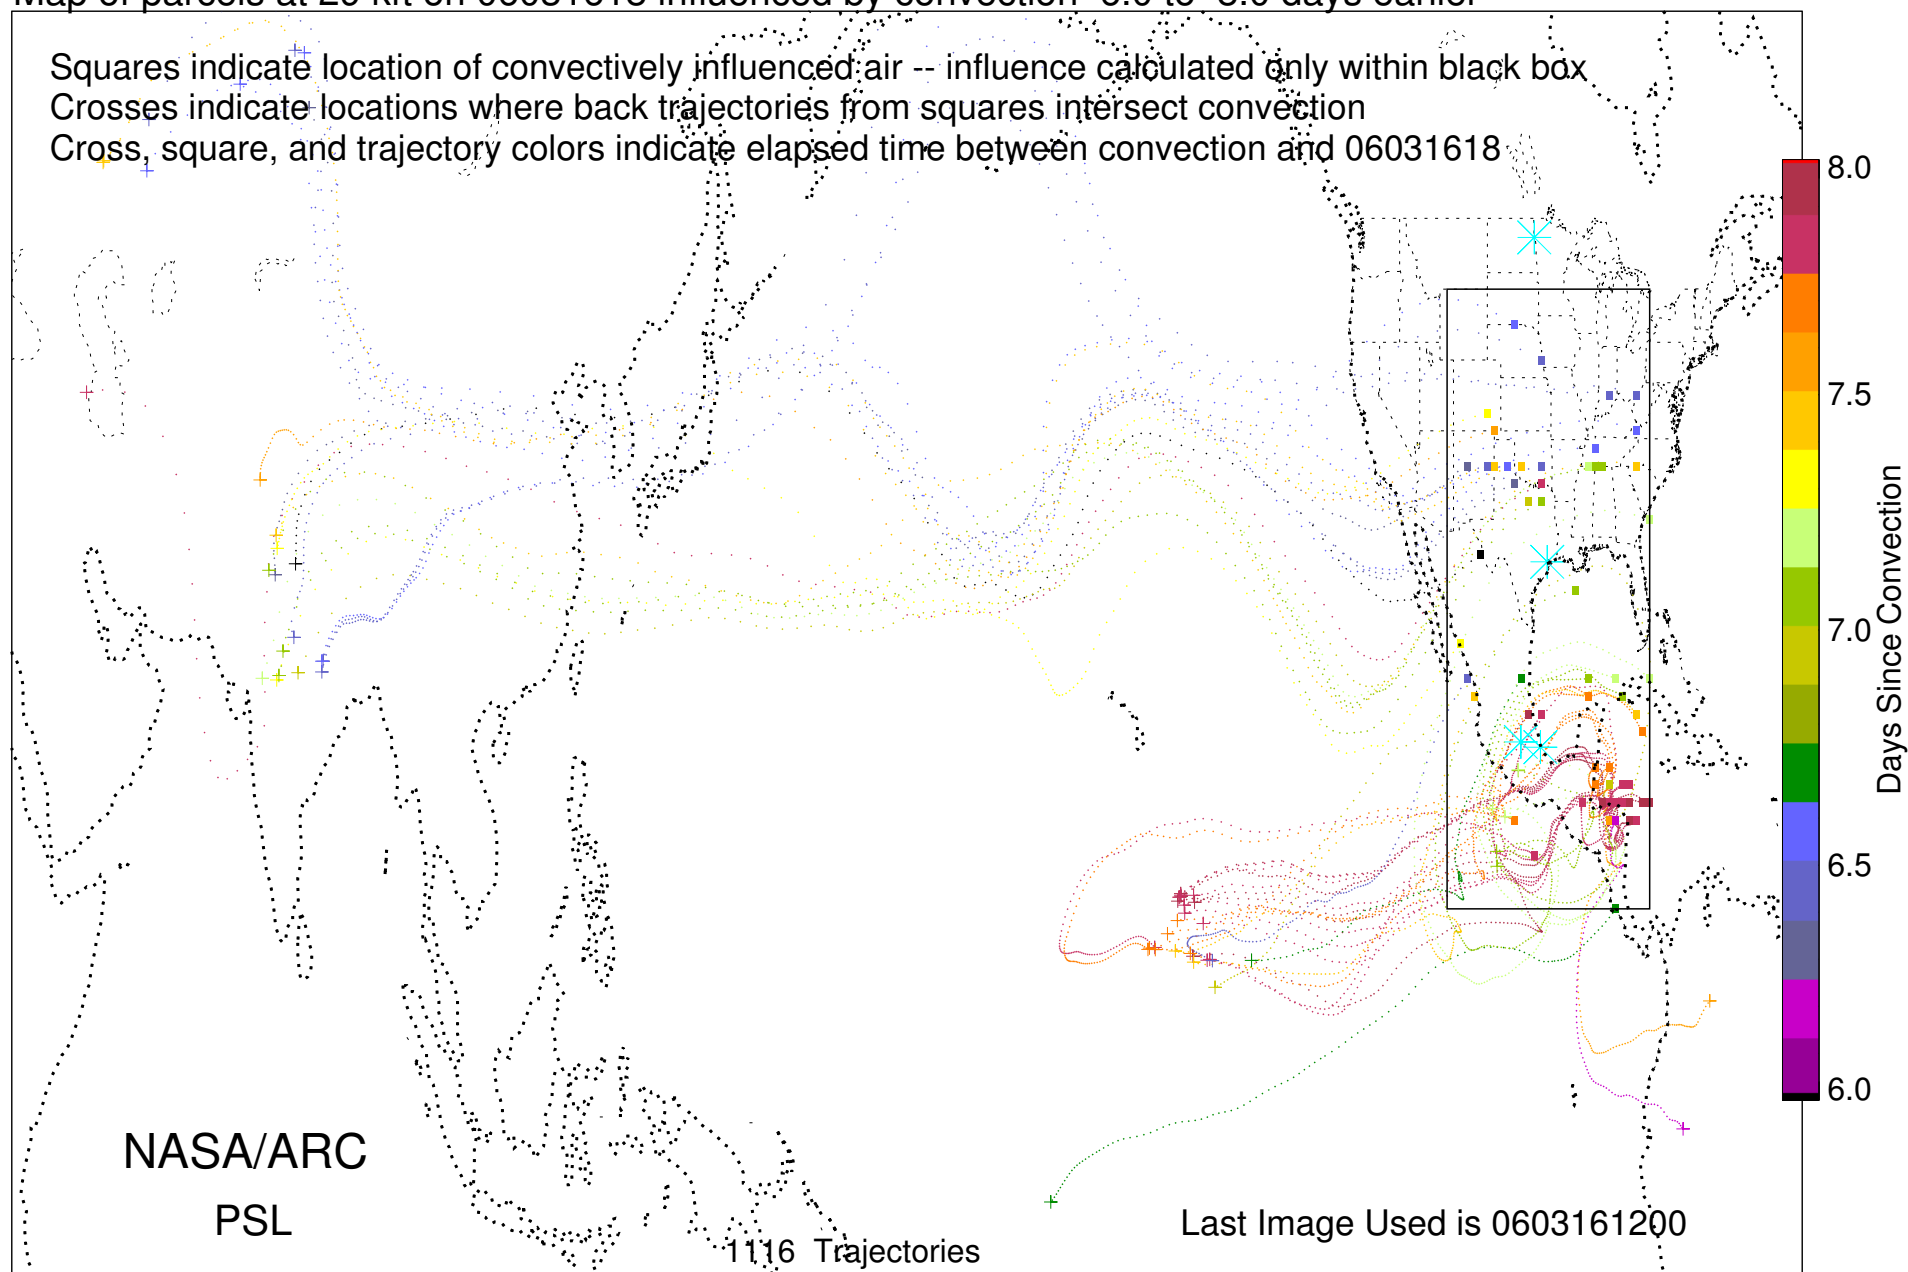 Squares indicate location of convectively influenced air -- influence calculated only within black box
Crosses indicate locations where back trajectories from squares intersect convection
Cross, square, and trajectory colors indicate elapsed time between convection and 06031618
8.0
7.5
7.0
6.5
6.0
Days Since Convection
NASA/ARC
PSL
Last Image Used is 0603161200
1116 Trajectories